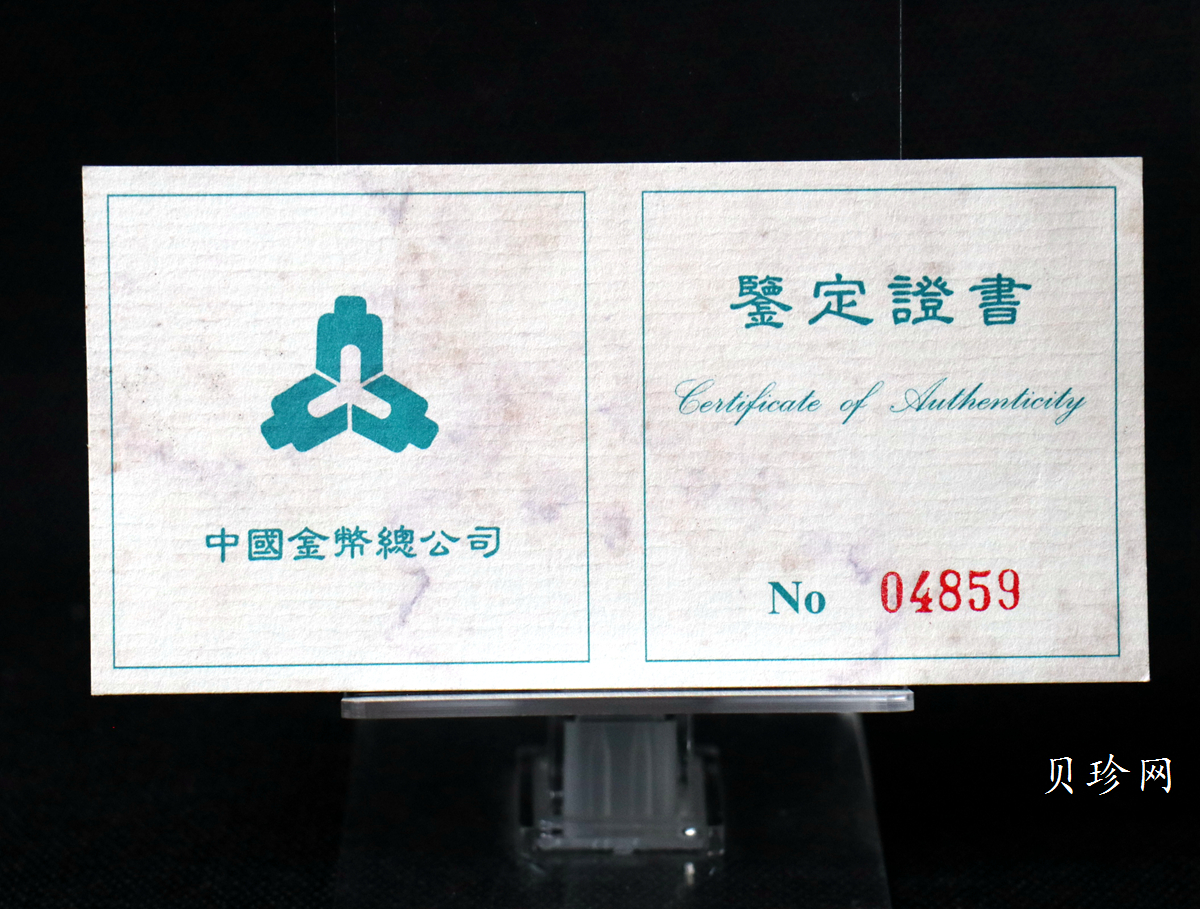 中國金幣總公司
鑒定證書
Certificate of Authenticity
No 04859
贝珍网